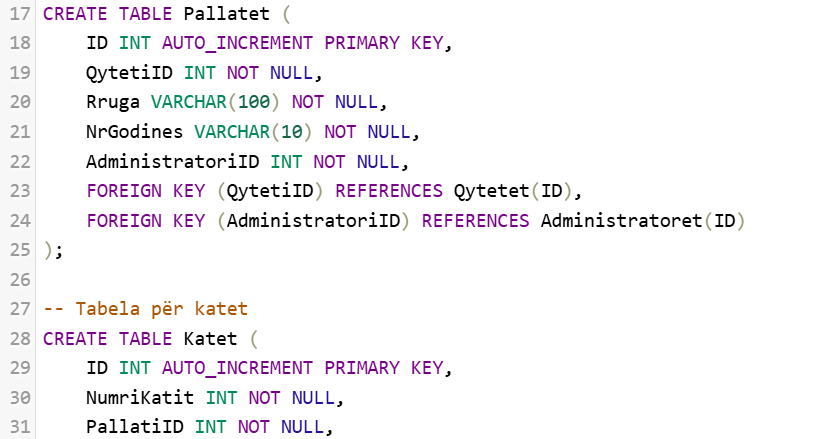 17 CREATE TABLE Pallatet (
18     ID INT AUTO_INCREMENT PRIMARY KEY,
19     QytetiID INT NOT NULL,
20     Rruga VARCHAR(100) NOT NULL,
21     NrGodines VARCHAR(10) NOT NULL,
22     AdministratoriID INT NOT NULL,
23     FOREIGN KEY (QytetiID) REFERENCES Qytetet(ID),
24     FOREIGN KEY (AdministratoriID) REFERENCES Administratoret(ID)
25 );
26
27 -- Tabela për katet
28 CREATE TABLE Katet (
29     ID INT AUTO_INCREMENT PRIMARY KEY,
30     NumriKatit INT NOT NULL,
31     PallatiID INT NOT NULL,